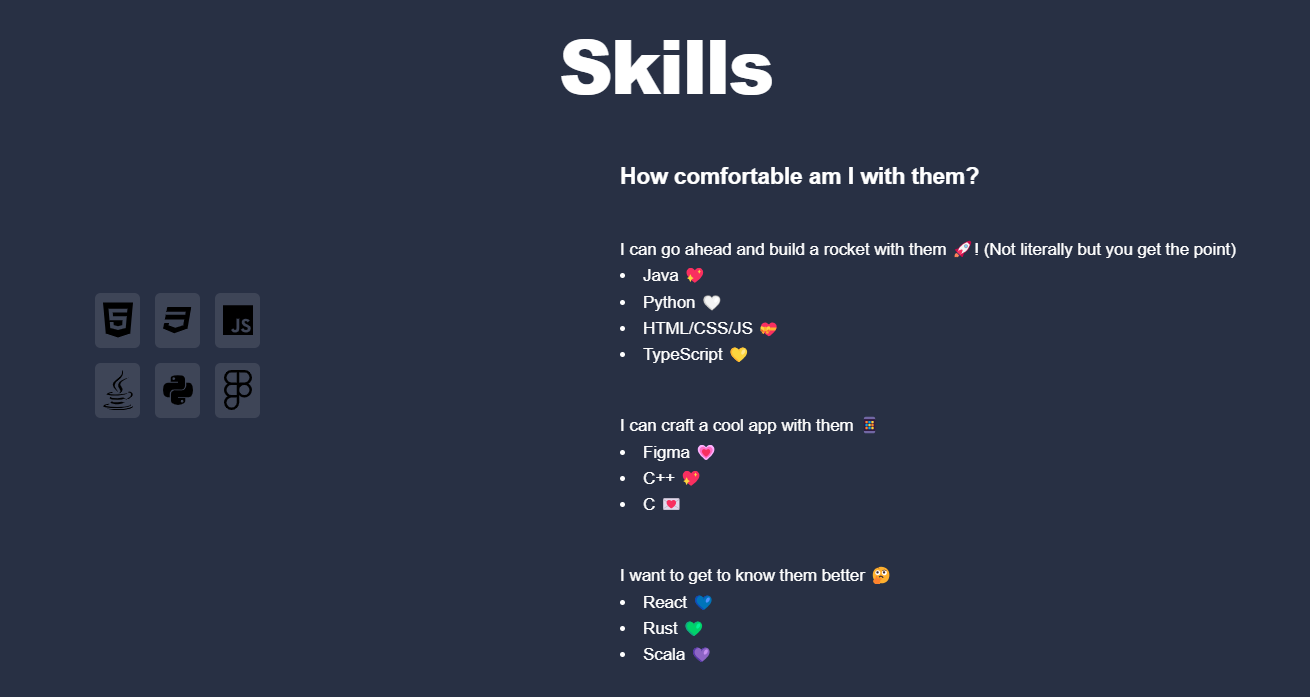 Skills
How comfortable am I with them?
I can go ahead and build a rocket with them 🚀! (Not literally but you get the point)
• Java 💖
• Python 🤍
• HTML/CSS/JS 💝
• TypeScript 💛
JS
I can craft a cool app with them 📱
• Figma 💗
• C++ 💖
• C 💌
I want to get to know them better 🫣
• React 💙
• Rust 💚
• Scala 💜